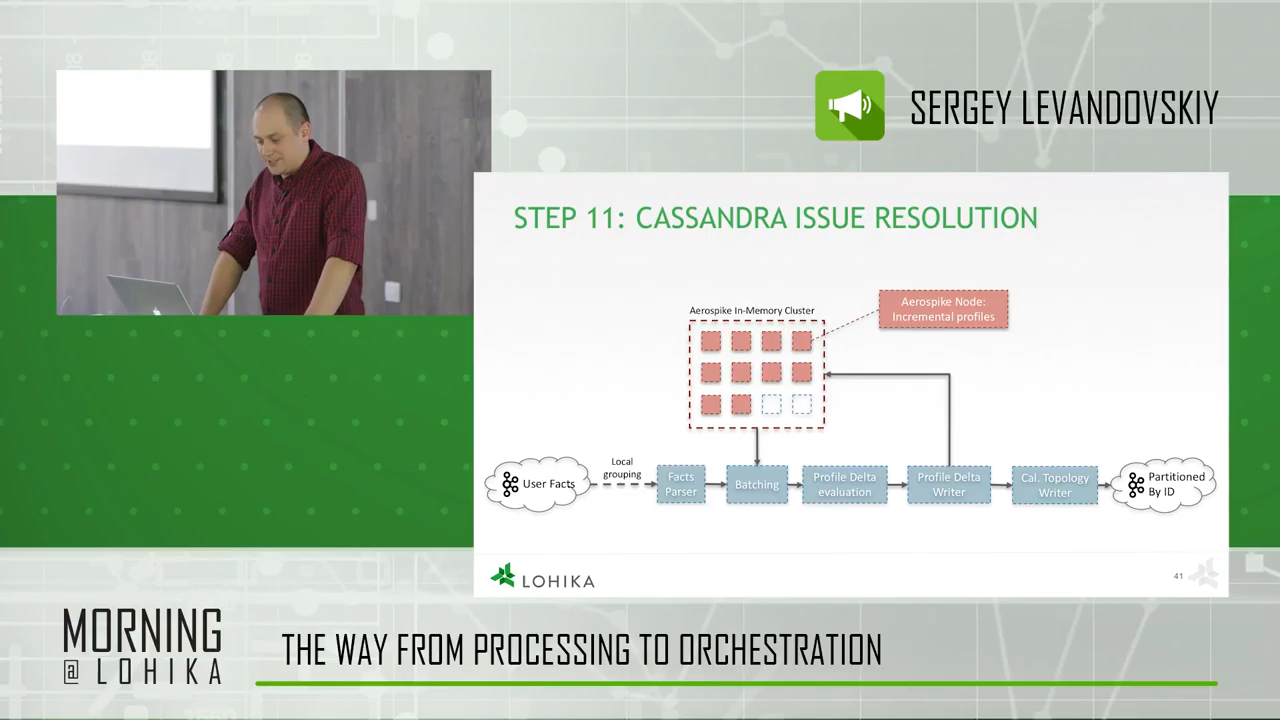 SERGEY LEVANDOVSKIY
STEP 11: CASSANDRA ISSUE RESOLUTION
Aerospike In-Memory Cluster
Aerospike Node:
Incremental profiles
User Facts
Local
grouping
Facts
Parser
Batching
Profile Delta
evaluation
Profile Delta
Writer
Cal. Topology
Writer
Partitioned
By ID
LOHIKA
41
MORNING
@ LOHIKA
THE WAY FROM PROCESSING TO ORCHESTRATION